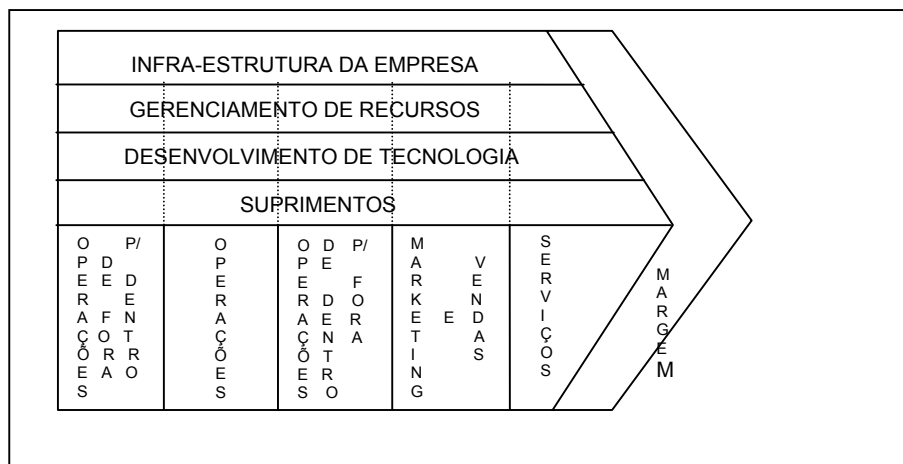 INFRA-ESTRUTURA DA EMPRESA
GERENCIAMENTO DE RECURSOS
DESENVOLVIMENTO DE TECNOLOGIA
SUPRIMENTOS
OPERAÇÕES
DE FORA
P/ DENTRO
OPERAÇÕES
OPERAÇÕES
DE DENTRO
P/ FORA
MARKETING
E
VENDAS
SERVIÇOS
MARGEM